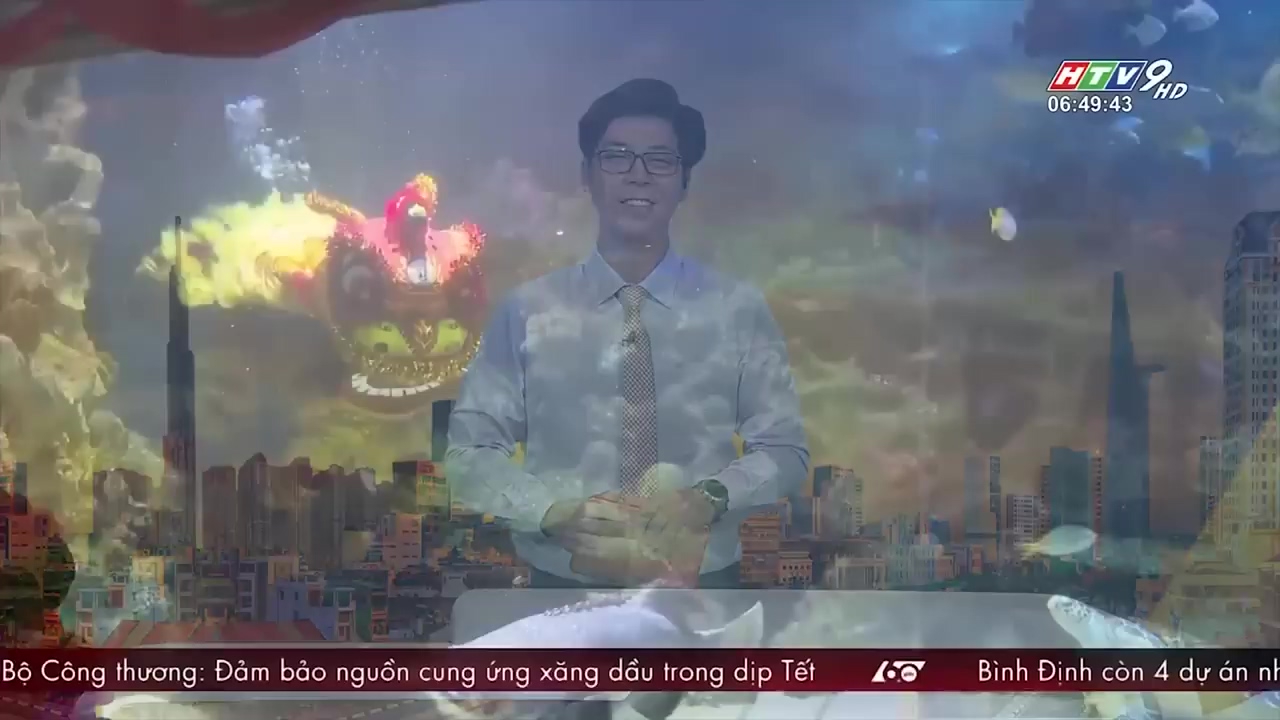 HTV9 HD
06:49:43
Bộ Công thương: Đảm bảo nguồn cung ứng xăng dầu trong dịp Tết 60 Bình Định còn 4 dự án